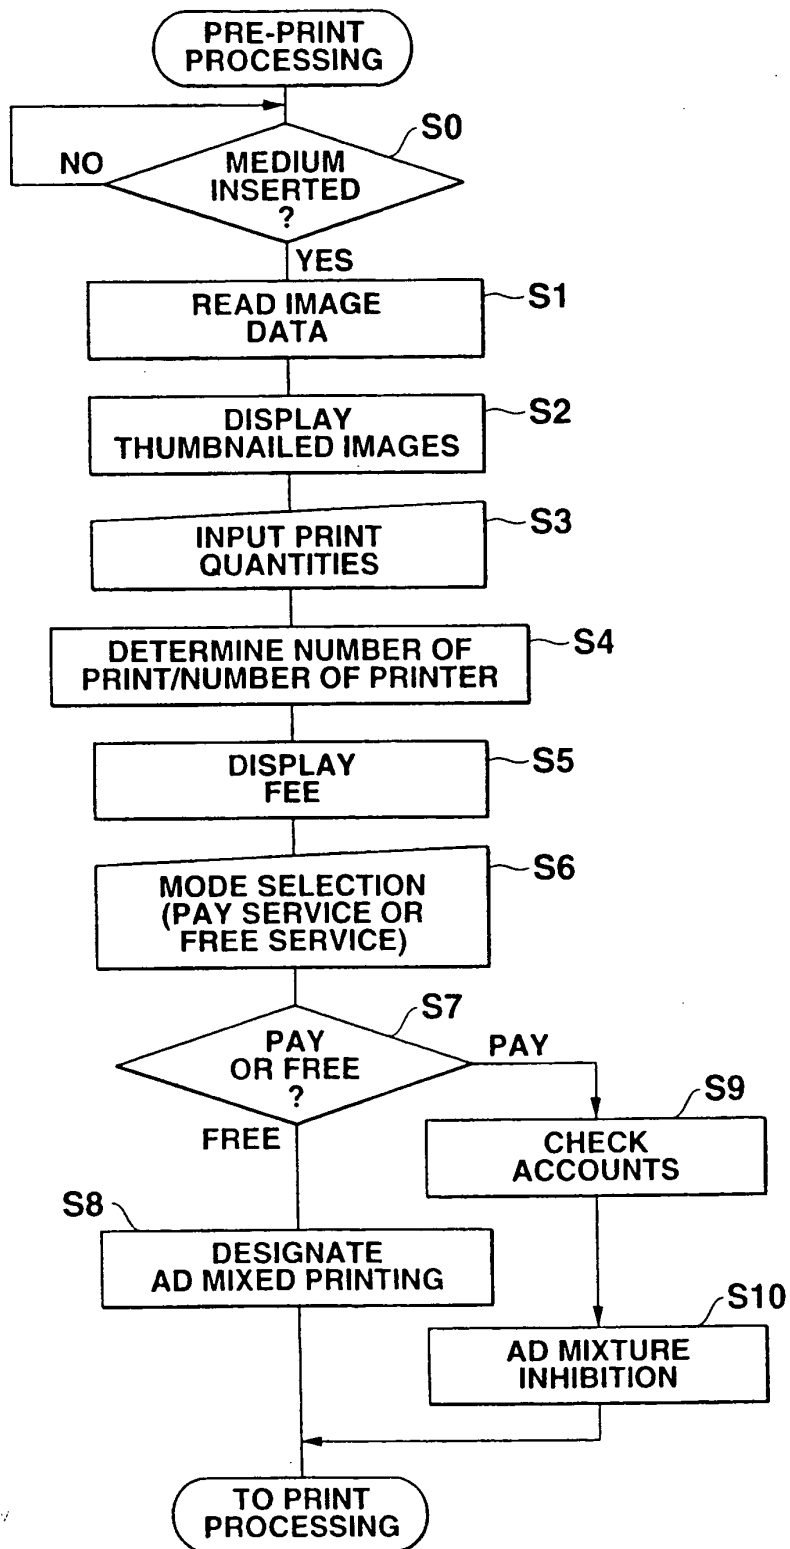 PRE-PRINT
PROCESSING
S0
NO
MEDIUM
INSERTED
?
YES
S1
READ IMAGE
DATA
S2
DISPLAY
THUMBNAILED IMAGES
S3
INPUT PRINT
QUANTITIES
S4
DETERMINE NUMBER OF
PRINT/NUMBER OF PRINTER
S5
DISPLAY
FEE
S6
MODE SELECTION
(PAY SERVICE OR
FREE SERVICE)
S7
PAY
OR FREE
?
PAY
FREE
S9
CHECK
ACCOUNTS
S8
DESIGNATE
AD MIXED PRINTING
S10
AD MIXTURE
INHIBITION
TO PRINT
PROCESSING